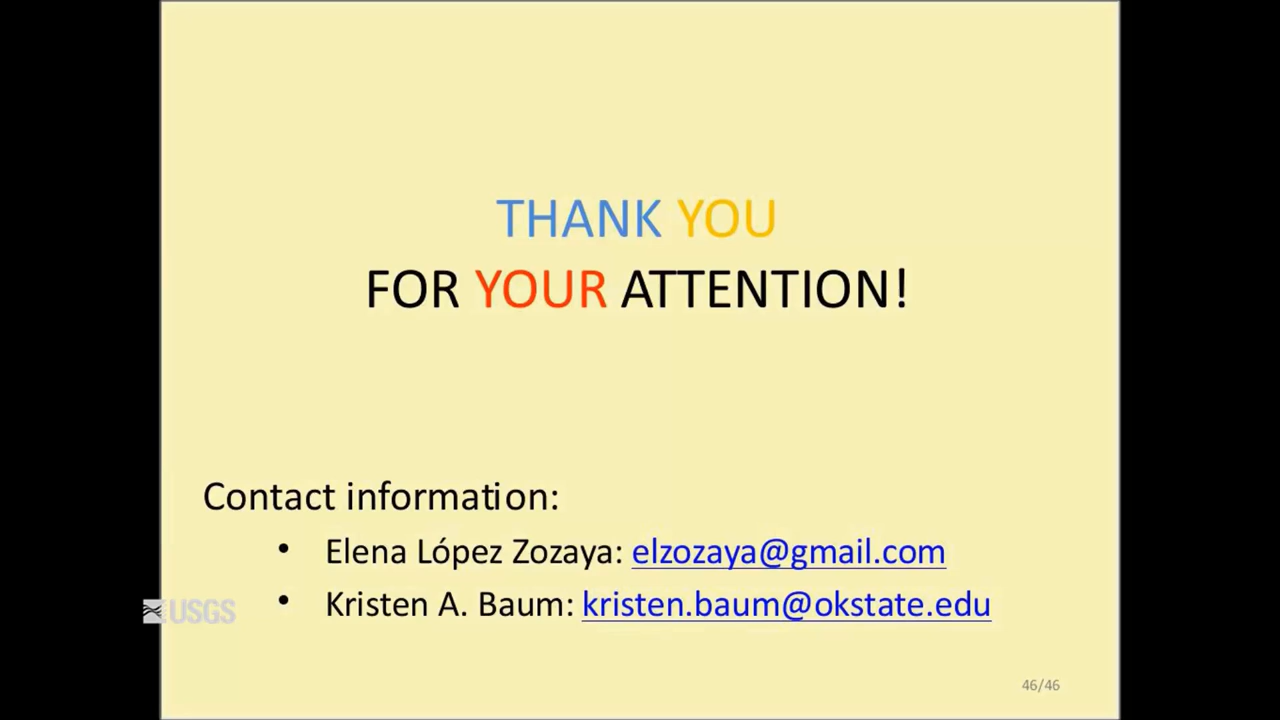 THANK YOU
FOR YOUR ATTENTION!
Contact information:
• Elena López Zozaya: elzozaya@gmail.com
• Kristen A. Baum: kristen.baum@okstate.edu
USGS
46/46